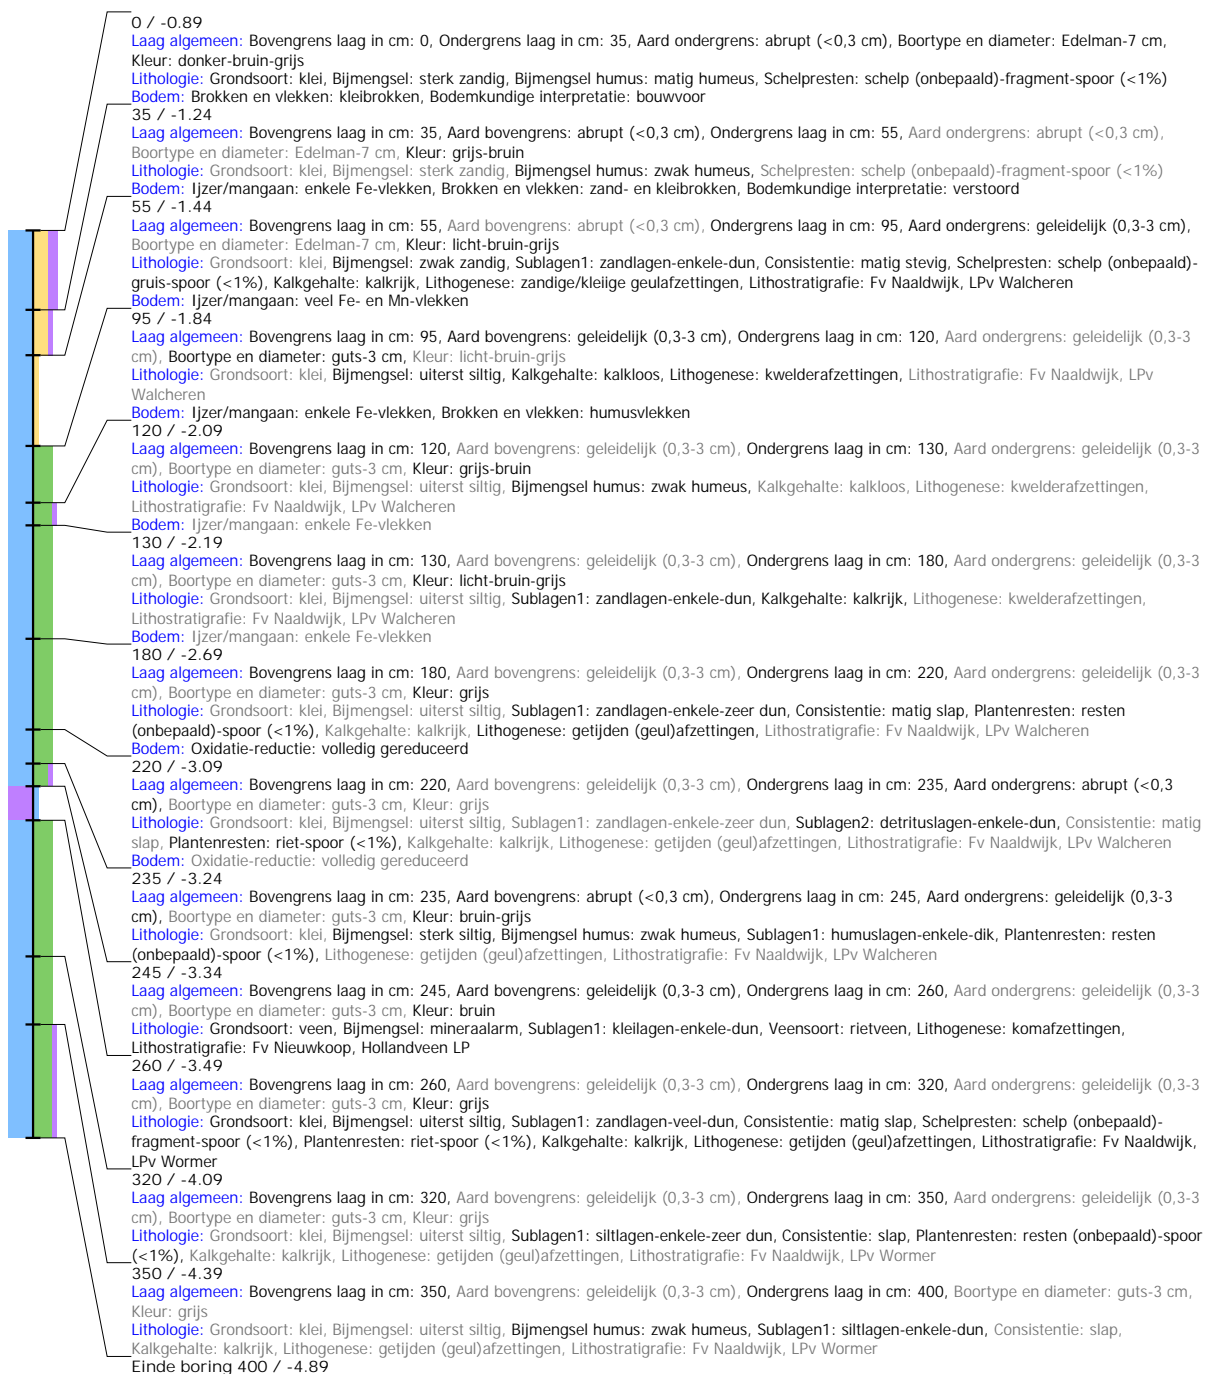 0 / -0.89
Laag algemeen: Bovengrens laag in cm: 0, Ondergrens laag in cm: 35, Aard ondergrens: abrupt (<0,3 cm), Boortype en diameter: Edelman-7 cm,
Kleur: donker-bruin-grijs
Lithologie: Grondsoort: klei, Bijmengsel: sterk zandig, Bijmengsel humus: matig humeus, Schelpresten: schelp (onbepaald)-fragment-spoor (<1%)
Bodem: Brokken en vlekken: kleibrokken, Bodemkundige interpretatie: bouwvoor
35 / -1.24
Laag algemeen: Bovengrens laag in cm: 35, Aard bovengrens: abrupt (<0,3 cm), Ondergrens laag in cm: 55, Aard ondergrens: abrupt (<0,3 cm),
Boortype en diameter: Edelman-7 cm, Kleur: grijs-bruin
Lithologie: Grondsoort: klei, Bijmengsel: sterk zandig, Bijmengsel humus: zwak humeus, Schelpresten: schelp (onbepaald)-fragment-spoor (<1%)
Bodem: Ijzer/mangaan: enkele Fe-vlekken, Brokken en vlekken: zand- en kleibrokken, Bodemkundige interpretatie: verstoord
55 / -1.44
Laag algemeen: Bovengrens laag in cm: 55, Aard bovengrens: abrupt (<0,3 cm), Ondergrens laag in cm: 95, Aard ondergrens: geleidelijk (0,3-3 cm),
Boortype en diameter: Edelman-7 cm, Kleur: licht-bruin-grijs
Lithologie: Grondsoort: klei, Bijmengsel: zwak zandig, Sublagen1: zandlagen-enkele-dun, Consistentie: matig stevig, Schelpresten: schelp (onbepaald)-
gruis-spoor (<1%), Kalkgehalte: kalkrijk, Lithogenese: zandige/kleiige geulafzettingen, Lithostratigrafie: Fv Naaldwijk, LPv Walcheren
Bodem: Ijzer/mangaan: veel Fe- en Mn-vlekken
95 / -1.84
Laag algemeen: Bovengrens laag in cm: 95, Aard bovengrens: geleidelijk (0,3-3 cm), Ondergrens laag in cm: 120, Aard ondergrens: geleidelijk (0,3-3
cm), Boortype en diameter: guts-3 cm, Kleur: licht-bruin-grijs
Lithologie: Grondsoort: klei, Bijmengsel: uiterst siltig, Kalkgehalte: kalkloos, Lithogenese: kwelderafzettingen, Lithostratigrafie: Fv Naaldwijk, LPv
Walcheren
Bodem: Ijzer/mangaan: enkele Fe-vlekken, Brokken en vlekken: humusvlekken
120 / -2.09
Laag algemeen: Bovengrens laag in cm: 120, Aard bovengrens: geleidelijk (0,3-3 cm), Ondergrens laag in cm: 130, Aard ondergrens: geleidelijk (0,3-3
cm), Boortype en diameter: guts-3 cm, Kleur: grijs-bruin
Lithologie: Grondsoort: klei, Bijmengsel: uiterst siltig, Bijmengsel humus: zwak humeus, Kalkgehalte: kalkloos, Lithogenese: kwelderafzettingen,
Lithostratigrafie: Fv Naaldwijk, LPv Walcheren
Bodem: Ijzer/mangaan: enkele Fe-vlekken
130 / -2.19
Laag algemeen: Bovengrens laag in cm: 130, Aard bovengrens: geleidelijk (0,3-3 cm), Ondergrens laag in cm: 180, Aard ondergrens: geleidelijk (0,3-3
cm), Boortype en diameter: guts-3 cm, Kleur: licht-bruin-grijs
Lithologie: Grondsoort: klei, Bijmengsel: uiterst siltig, Sublagen1: zandlagen-enkele-dun, Kalkgehalte: kalkrijk, Lithogenese: kwelderafzettingen,
Lithostratigrafie: Fv Naaldwijk, LPv Walcheren
Bodem: Ijzer/mangaan: enkele Fe-vlekken
180 / -2.69
Laag algemeen: Bovengrens laag in cm: 180, Aard bovengrens: geleidelijk (0,3-3 cm), Ondergrens laag in cm: 220, Aard ondergrens: geleidelijk (0,3-3
cm), Boortype en diameter: guts-3 cm, Kleur: grijs
Lithologie: Grondsoort: klei, Bijmengsel: uiterst siltig, Sublagen1: zandlagen-enkele-zeer dun, Consistentie: matig slap, Plantenresten: resten
(onbepaald)-spoor (<1%), Kalkgehalte: kalkrijk, Lithogenese: getijden (geul)afzettingen, Lithostratigrafie: Fv Naaldwijk, LPv Walcheren
Bodem: Oxidatie-reductie: volledig gereduceerd
220 / -3.09
Laag algemeen: Bovengrens laag in cm: 220, Aard bovengrens: geleidelijk (0,3-3 cm), Ondergrens laag in cm: 235, Aard ondergrens: abrupt (<0,3
cm), Boortype en diameter: guts-3 cm, Kleur: grijs
Lithologie: Grondsoort: klei, Bijmengsel: uiterst siltig, Sublagen1: zandlagen-enkele-zeer dun, Sublagen2: detrituslagen-enkele-dun, Consistentie: matig
slap, Plantenresten: riet-spoor (<1%), Kalkgehalte: kalkrijk, Lithogenese: getijden (geul)afzettingen, Lithostratigrafie: Fv Naaldwijk, LPv Walcheren
Bodem: Oxidatie-reductie: volledig gereduceerd
235 / -3.24
Laag algemeen: Bovengrens laag in cm: 235, Aard bovengrens: abrupt (<0,3 cm), Ondergrens laag in cm: 245, Aard ondergrens: geleidelijk (0,3-3
cm), Boortype en diameter: guts-3 cm, Kleur: bruin-grijs
Lithologie: Grondsoort: klei, Bijmengsel: sterk siltig, Bijmengsel humus: zwak humeus, Sublagen1: humuslagen-enkele-dik, Plantenresten: resten
(onbepaald)-spoor (<1%), Lithogenese: getijden (geul)afzettingen, Lithostratigrafie: Fv Naaldwijk, LPv Walcheren
245 / -3.34
Laag algemeen: Bovengrens laag in cm: 245, Aard bovengrens: geleidelijk (0,3-3 cm), Ondergrens laag in cm: 260, Aard ondergrens: geleidelijk (0,3-3
cm), Boortype en diameter: guts-3 cm, Kleur: bruin
Lithologie: Grondsoort: veen, Bijmengsel: mineraalarm, Sublagen1: kleilagen-enkele-dun, Veensoort: rietveen, Lithogenese: komafzettingen,
Lithostratigrafie: Fv Nieuwkoop, Hollandveen LP
260 / -3.49
Laag algemeen: Bovengrens laag in cm: 260, Aard bovengrens: geleidelijk (0,3-3 cm), Ondergrens laag in cm: 320, Aard ondergrens: geleidelijk (0,3-3
cm), Boortype en diameter: guts-3 cm, Kleur: grijs
Lithologie: Grondsoort: klei, Bijmengsel: uiterst siltig, Sublagen1: zandlagen-veel-dun, Consistentie: matig slap, Schelpresten: schelp (onbepaald)-
fragment-spoor (<1%), Plantenresten: riet-spoor (<1%), Kalkgehalte: kalkrijk, Lithogenese: getijden (geul)afzettingen, Lithostratigrafie: Fv Naaldwijk,
LPv Wormer
320 / -4.09
Laag algemeen: Bovengrens laag in cm: 320, Aard bovengrens: geleidelijk (0,3-3 cm), Ondergrens laag in cm: 350, Aard ondergrens: geleidelijk (0,3-3
cm), Boortype en diameter: guts-3 cm, Kleur: grijs
Lithologie: Grondsoort: klei, Bijmengsel: uiterst siltig, Sublagen1: siltlagen-enkele-zeer dun, Consistentie: slap, Plantenresten: resten (onbepaald)-spoor
(<1%), Kalkgehalte: kalkrijk, Lithogenese: getijden (geul)afzettingen, Lithostratigrafie: Fv Naaldwijk, LPv Wormer
350 / -4.39
Laag algemeen: Bovengrens laag in cm: 350, Aard bovengrens: geleidelijk (0,3-3 cm), Ondergrens laag in cm: 400, Boortype en diameter: guts-3 cm,
Kleur: grijs
Lithologie: Grondsoort: klei, Bijmengsel: uiterst siltig, Bijmengsel humus: zwak humeus, Sublagen1: siltlagen-enkele-dun, Consistentie: slap,
Kalkgehalte: kalkrijk, Lithogenese: getijden (geul)afzettingen, Lithostratigrafie: Fv Naaldwijk, LPv Wormer
Einde boring 400 / -4.89